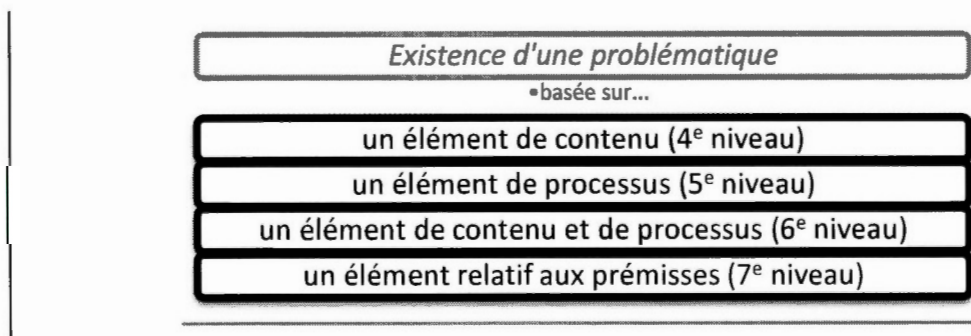 Existence d'une problématique
•basée sur...
un élément de contenu (4e niveau)
un élément de processus (5e niveau)
un élément de contenu et de processus (6e niveau)
un élément relatif aux prémisses (7e niveau)